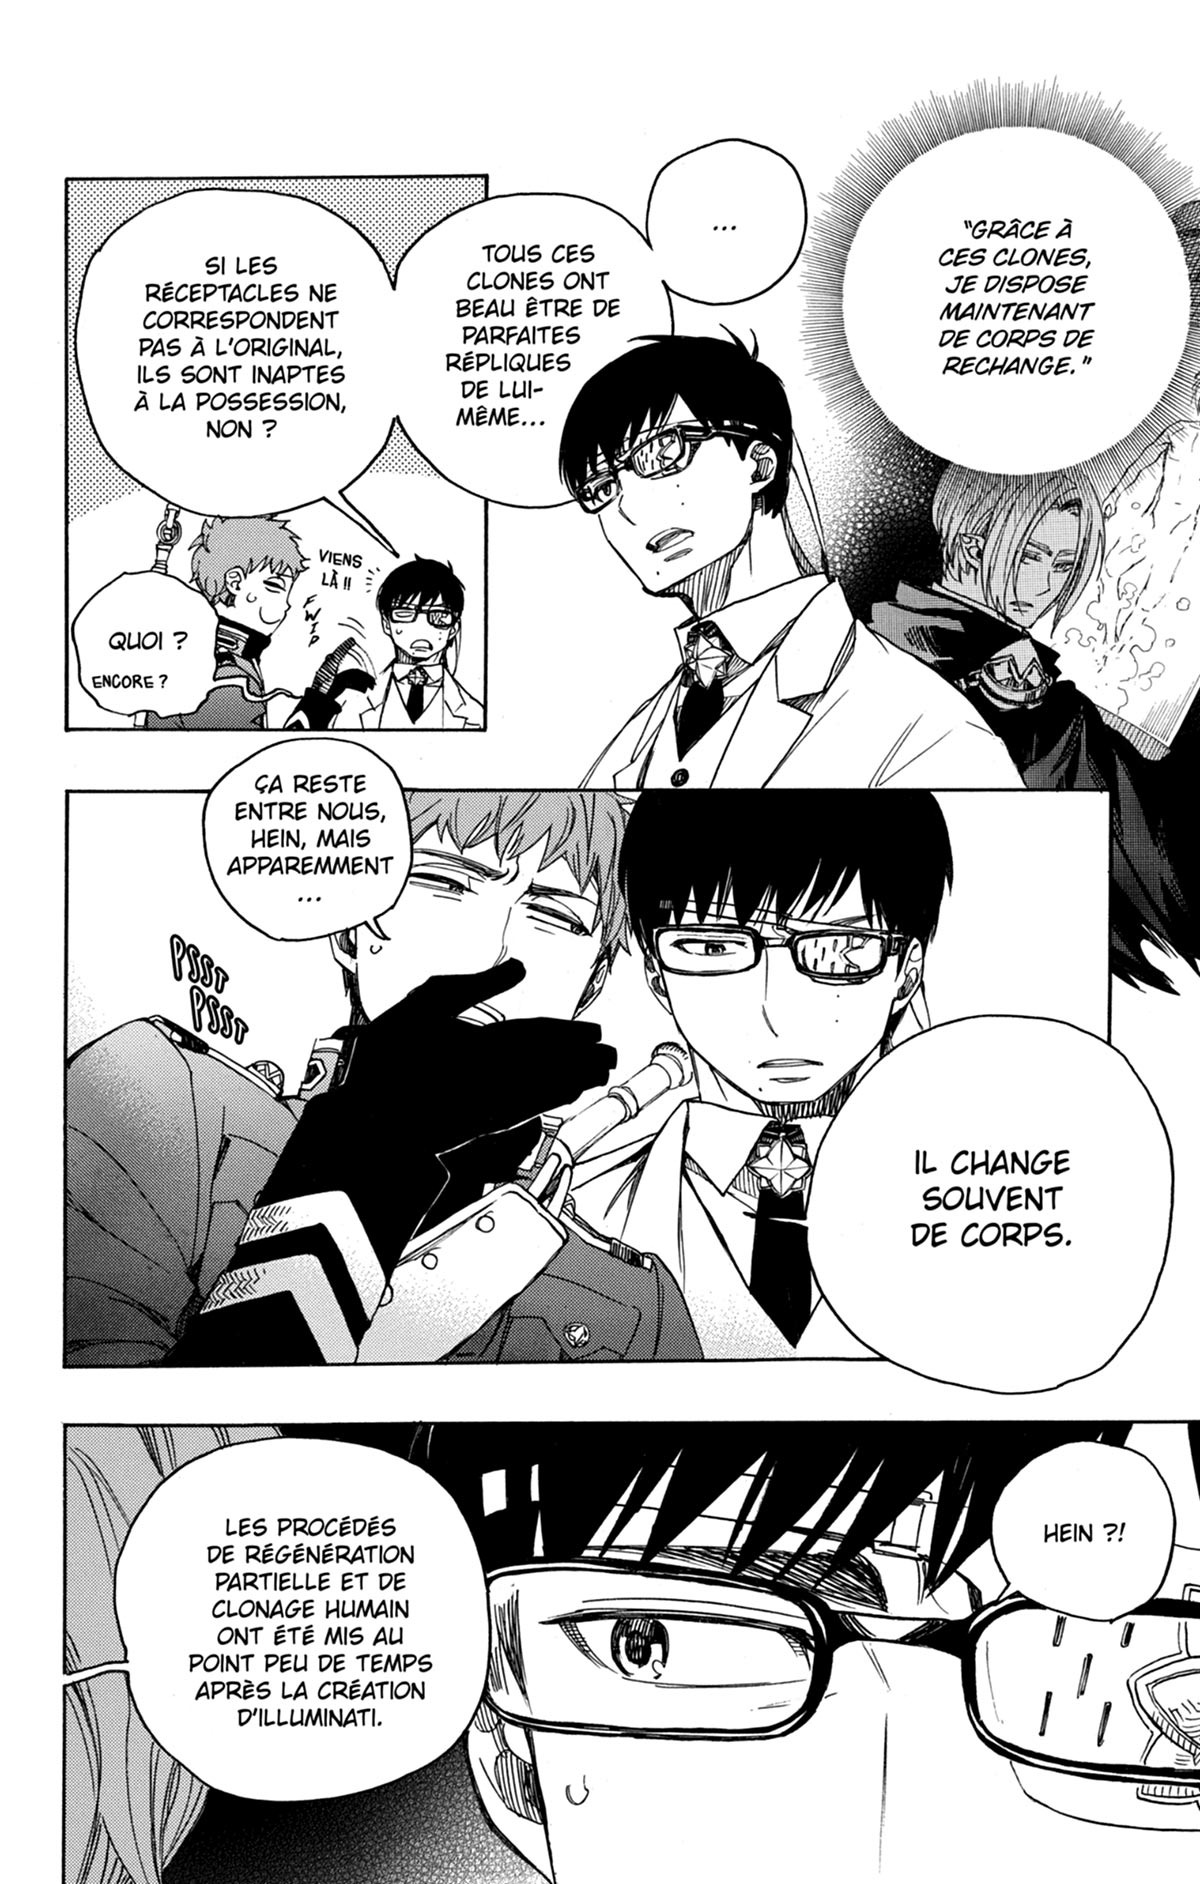 “GRÂCE À
CES CLONES,
JE DISPOSE
MAINTENANT
DE CORPS DE
RECHANGE.”
...
TOUS CES
CLONES ONT
BEAU ÊTRE DE
PARFAITES
RÉPLIQUES
DE LUI-
MÊME...
SI LES
RÉCEPTACLES NE
CORRESPONDENT
PAS À L’ORIGINAL,
ILS SONT INAPTES
À LA POSSESSION,
NON ?
VIENS
LÀ !!
FWIP
QUOI ?
ENCORE ?
ÇA RESTE
ENTRE NOUS,
HEIN, MAIS
APPAREMMENT
...
PSST
PSST
IL CHANGE
SOUVENT
DE CORPS.
HEIN ?!
LES PROCÉDÉS
DE RÉGÉNÉRATION
PARTIELLE ET DE
CLONAGE HUMAIN
ONT ÉTÉ MIS AU
POINT PEU DE TEMPS
APRÈS LA CRÉATION
D’ILLUMINATI.